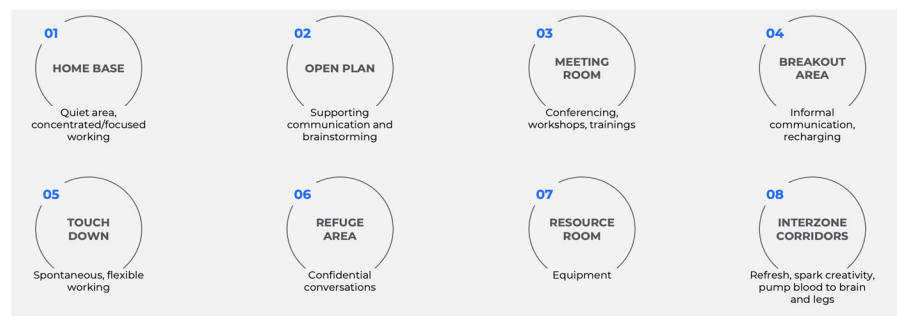 01
HOME BASE
Quiet area,
concentrated/focused
working
02
OPEN PLAN
Supporting
communication and
brainstorming
03
MEETING
ROOM
Conferencing,
workshops, trainings
04
BREAKOUT
AREA
Informal
communication,
recharging
05
TOUCH
DOWN
Spontaneous, flexible
working
06
REFUGE
AREA
Confidential
conversations
07
RESOURCE
ROOM
Equipment
08
INTERZONE
CORRIDORS
Refresh, spark creativity,
pump blood to brain
and legs